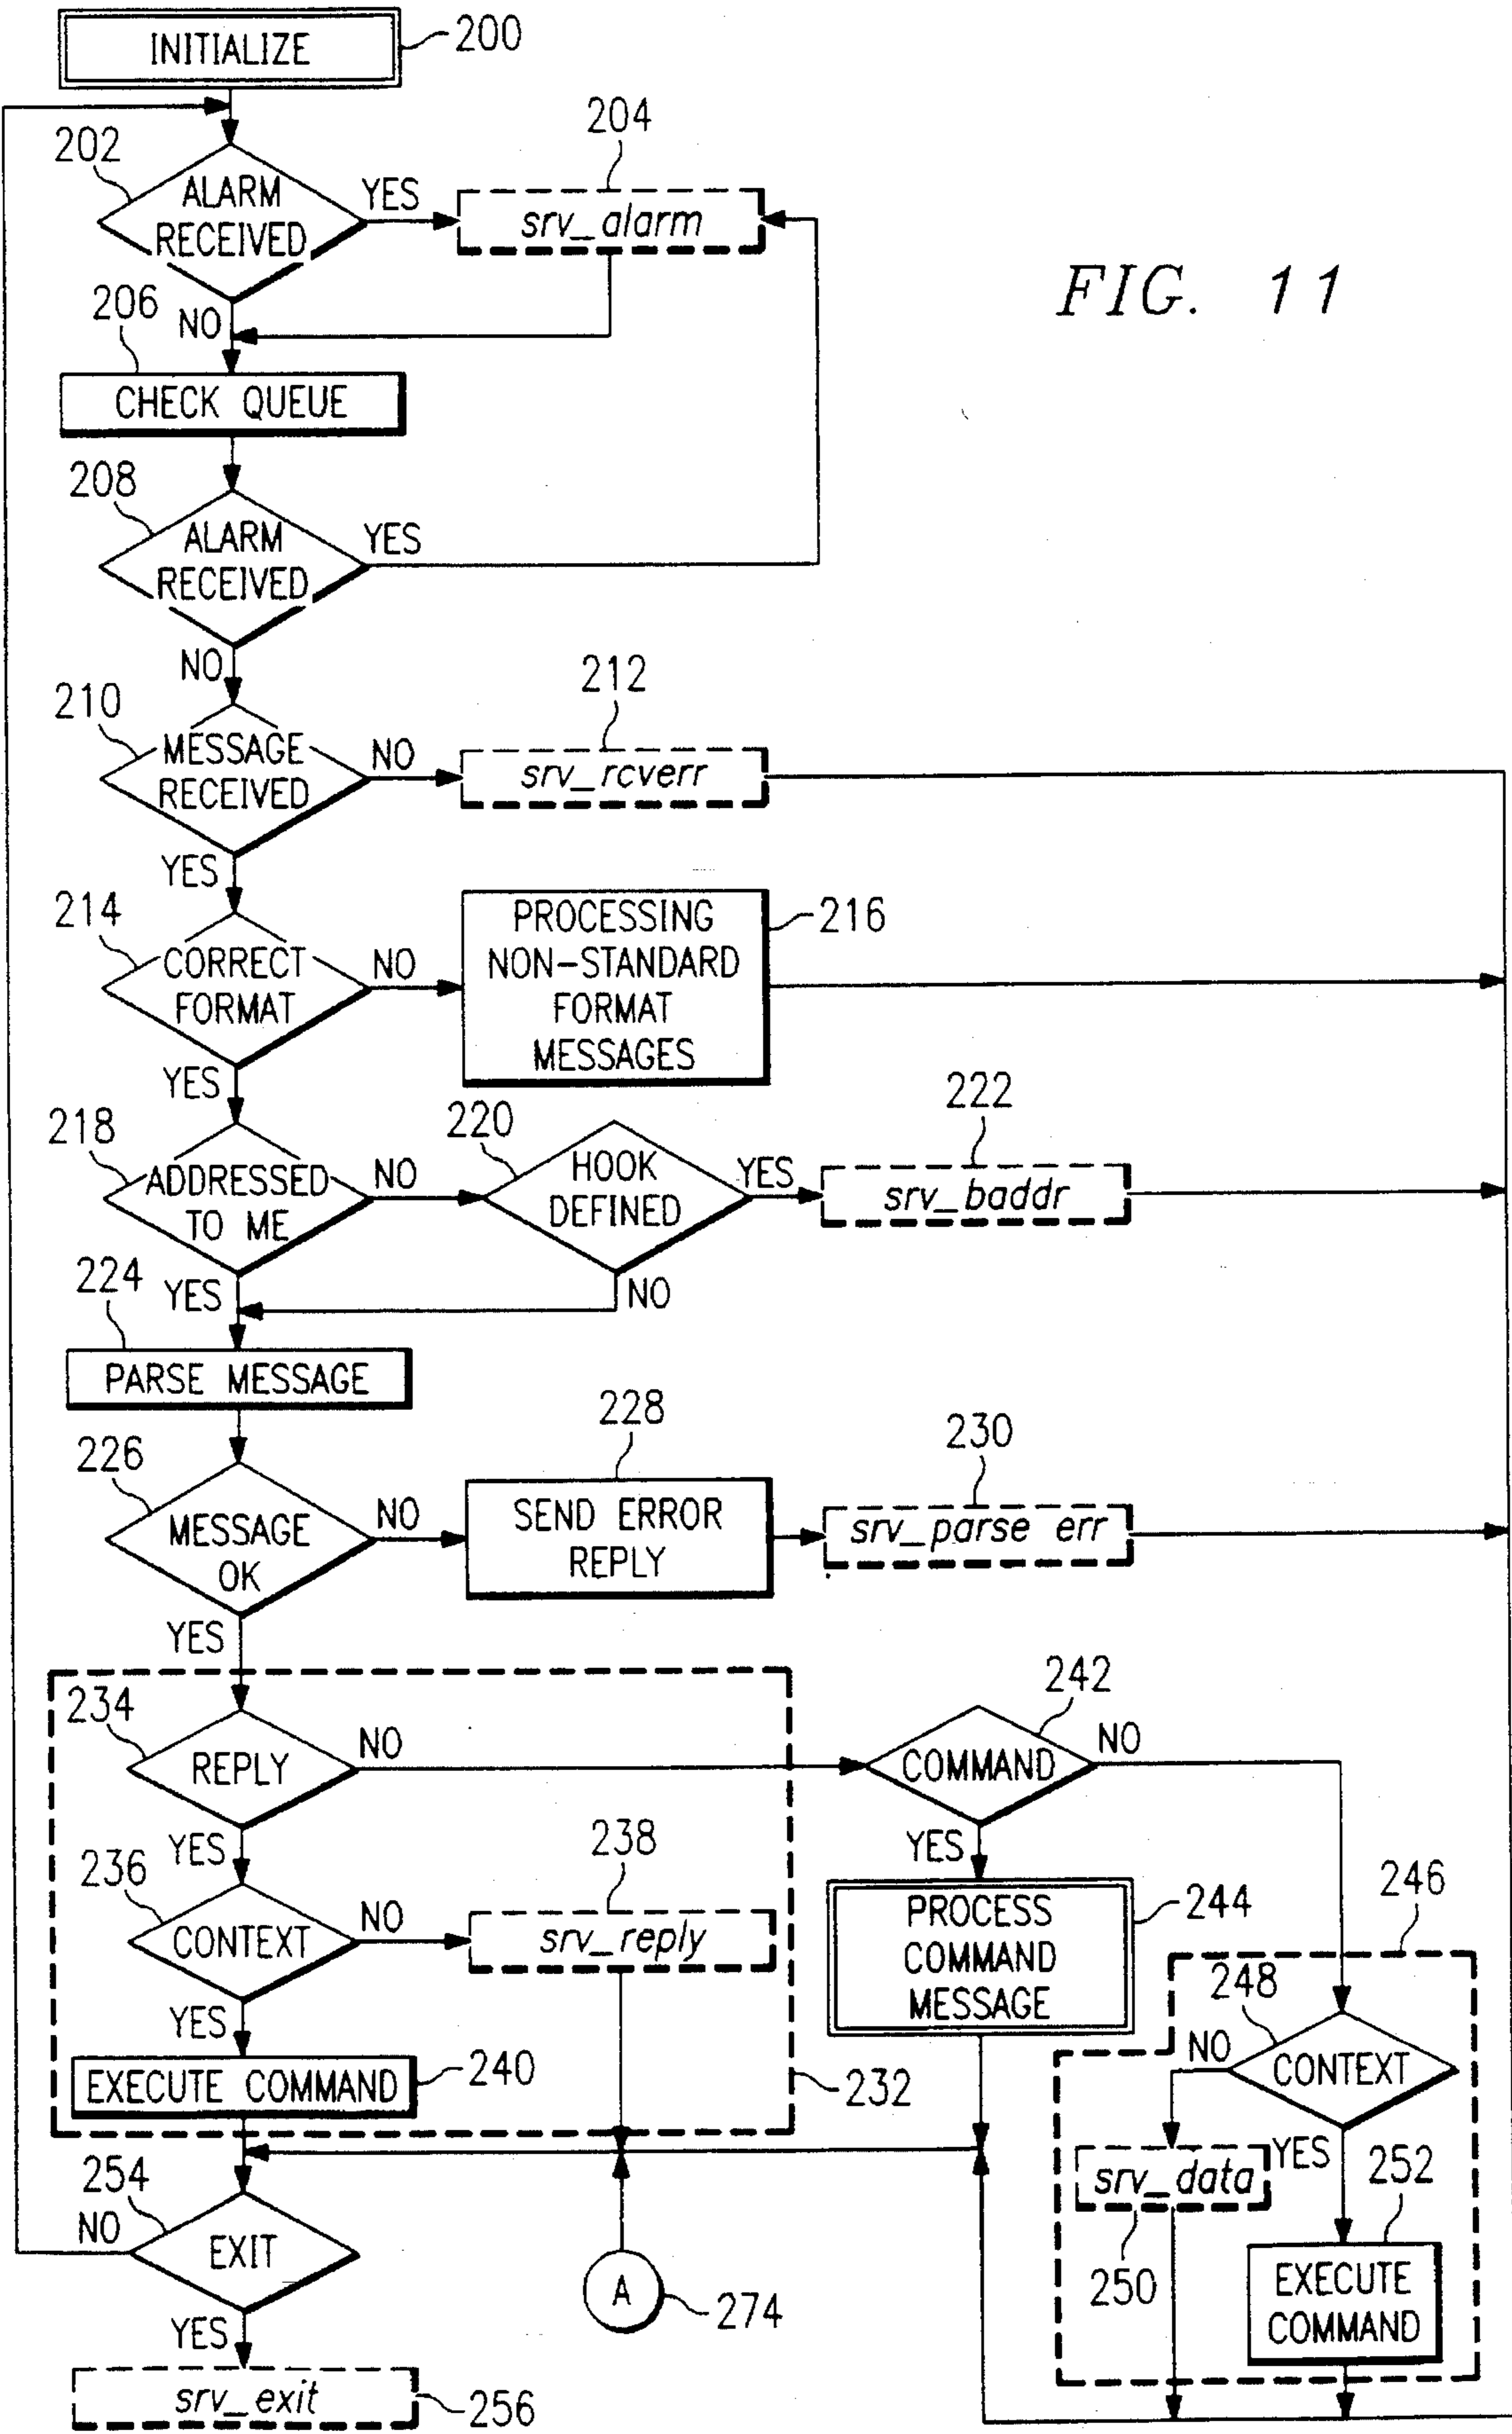 INITIALIZE
200
202
204
ALARM
RECEIVED
YES
srv_alarm
FIG. 11
206
NO
CHECK QUEUE
208
ALARM
RECEIVED
YES
NO
210
212
MESSAGE
RECEIVED
NO
srv_rcverr
YES
214
CORRECT
FORMAT
NO
PROCESSING
NON-STANDARD
FORMAT
MESSAGES
216
YES
218
220
222
ADDRESSED
TO ME
NO
HOOK
DEFINED
YES
srv_baddr
224
YES
NO
PARSE MESSAGE
226
228
230
MESSAGE
OK
NO
SEND ERROR
REPLY
srv_parse err
YES
234
242
REPLY
NO
COMMAND
NO
YES
236
238
YES
CONTEXT
NO
srv_reply
PROCESS
COMMAND
MESSAGE
244
246
248
YES
NO
CONTEXT
EXECUTE COMMAND
240
232
254
srv_data
YES
252
NO
EXIT
A
274
250
EXECUTE
COMMAND
YES
srv_exit
256